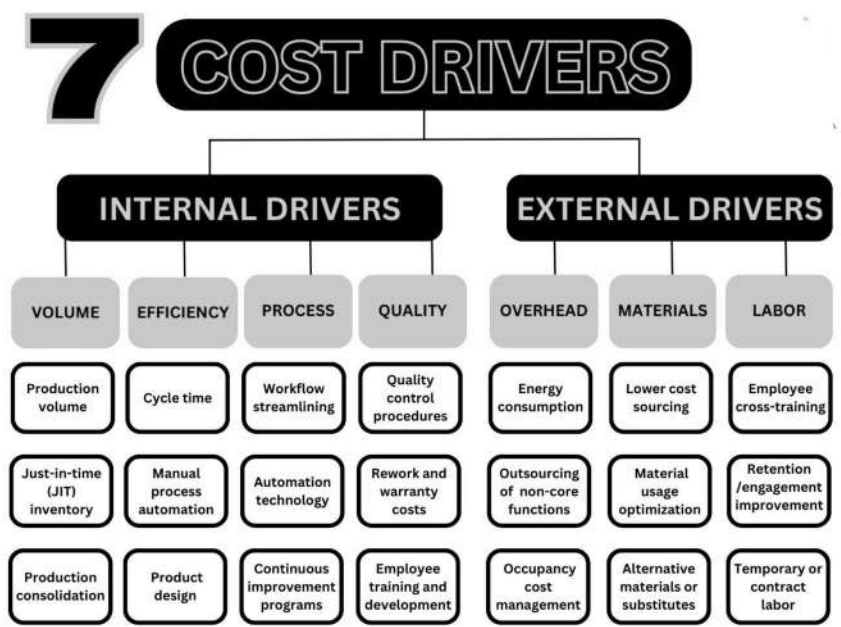 7
COST DRIVERS
INTERNAL DRIVERS
EXTERNAL DRIVERS
VOLUME
EFFICIENCY
PROCESS
QUALITY
OVERHEAD
MATERIALS
LABOR
Production
volume
Cycle time
Workflow
streamlining
Quality
control
procedures
Energy
consumption
Lower cost
sourcing
Employee
cross-training
Just-in-time
(JIT)
inventory
Manual
process
automation
Automation
technology
Rework and
warranty
costs
Outsourcing
of non-core
functions
Material
usage
optimization
Retention
/engagement
improvement
Production
consolidation
Product
design
Continuous
improvement
programs
Employee
training and
development
Occupancy
cost
management
Alternative
materials or
substitutes
Temporary or
contract
labor